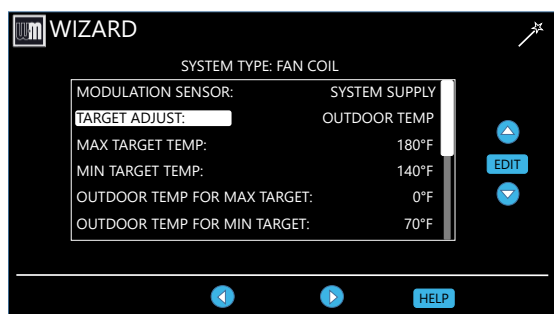 wm WIZARD
SYSTEM TYPE: FAN COIL
MODULATION SENSOR: SYSTEM SUPPLY
TARGET ADJUST: OUTDOOR TEMP
MAX TARGET TEMP: 180°F
MIN TARGET TEMP: 140°F
OUTDOOR TEMP FOR MAX TARGET: 0°F
OUTDOOR TEMP FOR MIN TARGET: 70°F
EDIT
HELP